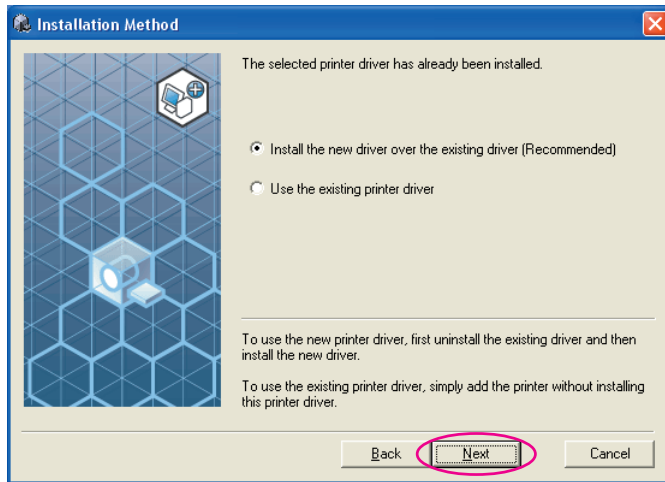 Installation Method
The selected printer driver has already been installed.
Install the new driver over the existing driver (Recommended)
Use the existing printer driver
To use the new printer driver, first uninstall the existing driver and then
install the new driver.
To use the existing printer driver, simply add the printer without installing
this printer driver.
Back Next Cancel